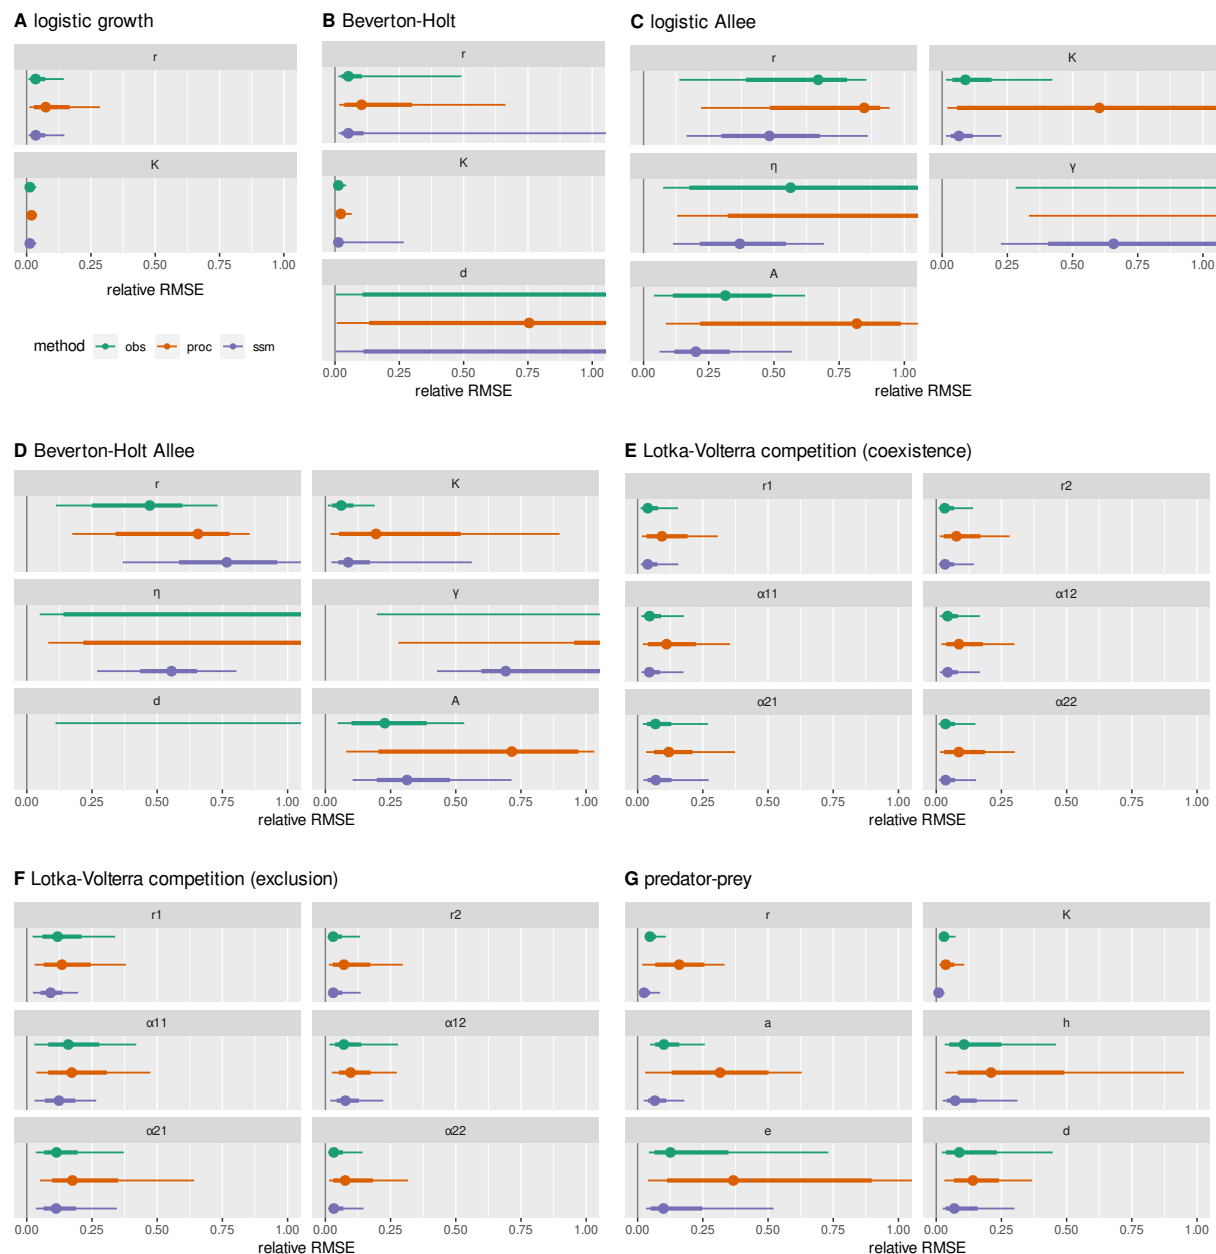 A logistic growth
r
K
0.00 0.25 0.50 0.75 1.00
relative RMSE
method obs proc ssm
B Beverton-Holt
r
K
d
0.00 0.25 0.50 0.75 1.00
relative RMSE
C logistic Allee
r K
η γ
0.00 0.25 0.50 0.75 1.00
A
0.00 0.25 0.50 0.75 1.00
relative RMSE
D Beverton-Holt Allee
r K
η γ
d A
0.00 0.25 0.50 0.75 1.00 0.00 0.25 0.50 0.75 1.00
relative RMSE
E Lotka-Volterra competition (coexistence)
r1 r2
α11 α12
α21 α22
0.00 0.25 0.50 0.75 1.00 0.00 0.25 0.50 0.75 1.00
relative RMSE
F Lotka-Volterra competition (exclusion)
r1 r2
α11 α12
α21 α22
0.00 0.25 0.50 0.75 1.00 0.00 0.25 0.50 0.75 1.00
relative RMSE
G predator-prey
r K
a h
e d
0.00 0.25 0.50 0.75 1.00 0.00 0.25 0.50 0.75 1.00
relative RMSE